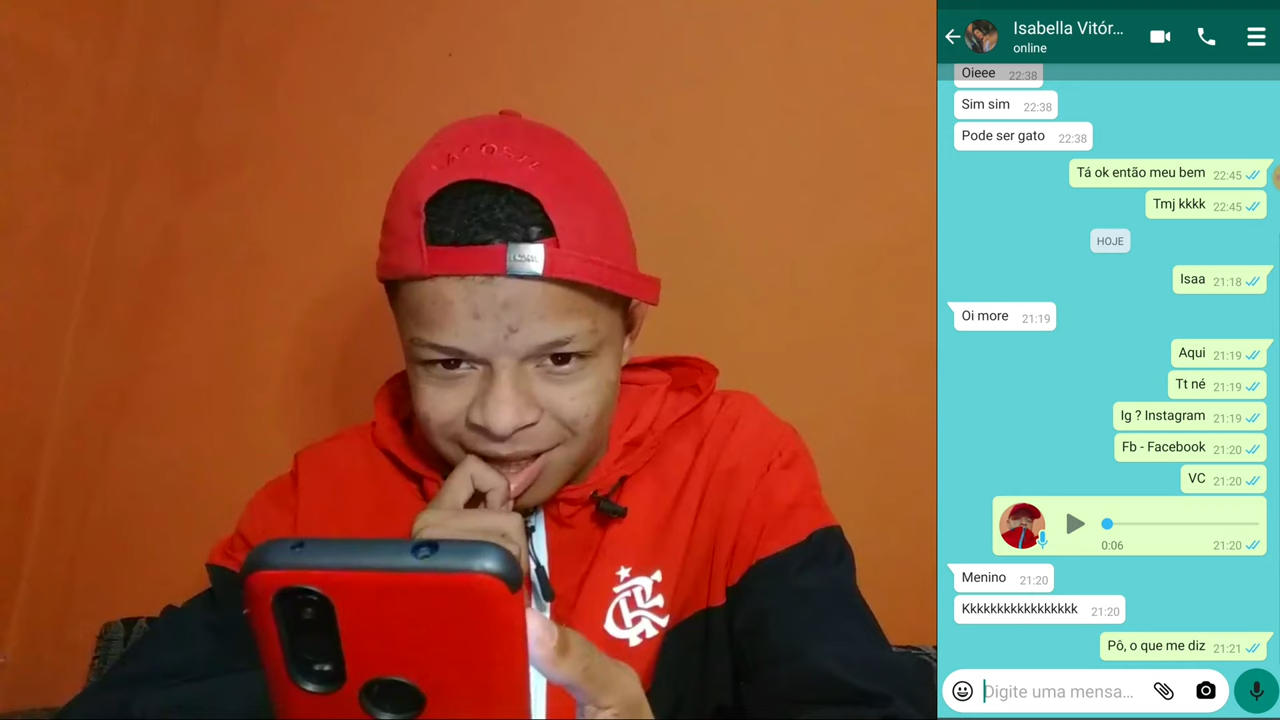 Isabella Vitór...
online
Oieee 22:38
Sim sim 22:38
Pode ser gato 22:38
Tá ok então meu bem 22:45
Tmj kkkk 22:45
HOJE
Isaa 21:18
Oi more 21:19
Aqui 21:19
Tt né 21:19
Ig ? Instagram 21:19
Fb - Facebook 21:20
VC 21:20
0:06 21:20
Menino 21:20
Kkkkkkkkkkkkkkkkk 21:20
Pô, o que me diz 21:21
Digite uma mensa...